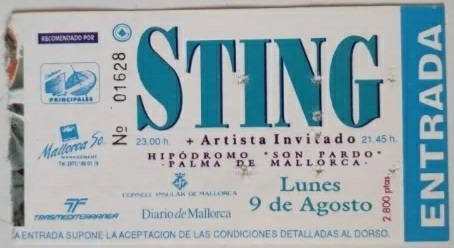 RECOMENDADO POR
40
PRINCIPALES
Mallorca So
MANAGEMENT
TRASMEDITERRANEA
Nº 01628
STING
23.00 h. + Artista Invitado 21.45 h.
HIPÓDROMO "SON PARDO"
PALMA DE MALLORCA
CONSELL INSULAR DE MALLORCA
Diario de Mallorca
Lunes
9 de Agosto
2.800 ptas
ENTRADA
A ENTRADA SUPONE LA ACEPTACION DE LAS CONDICIONES DETALLADAS AL DORSO.